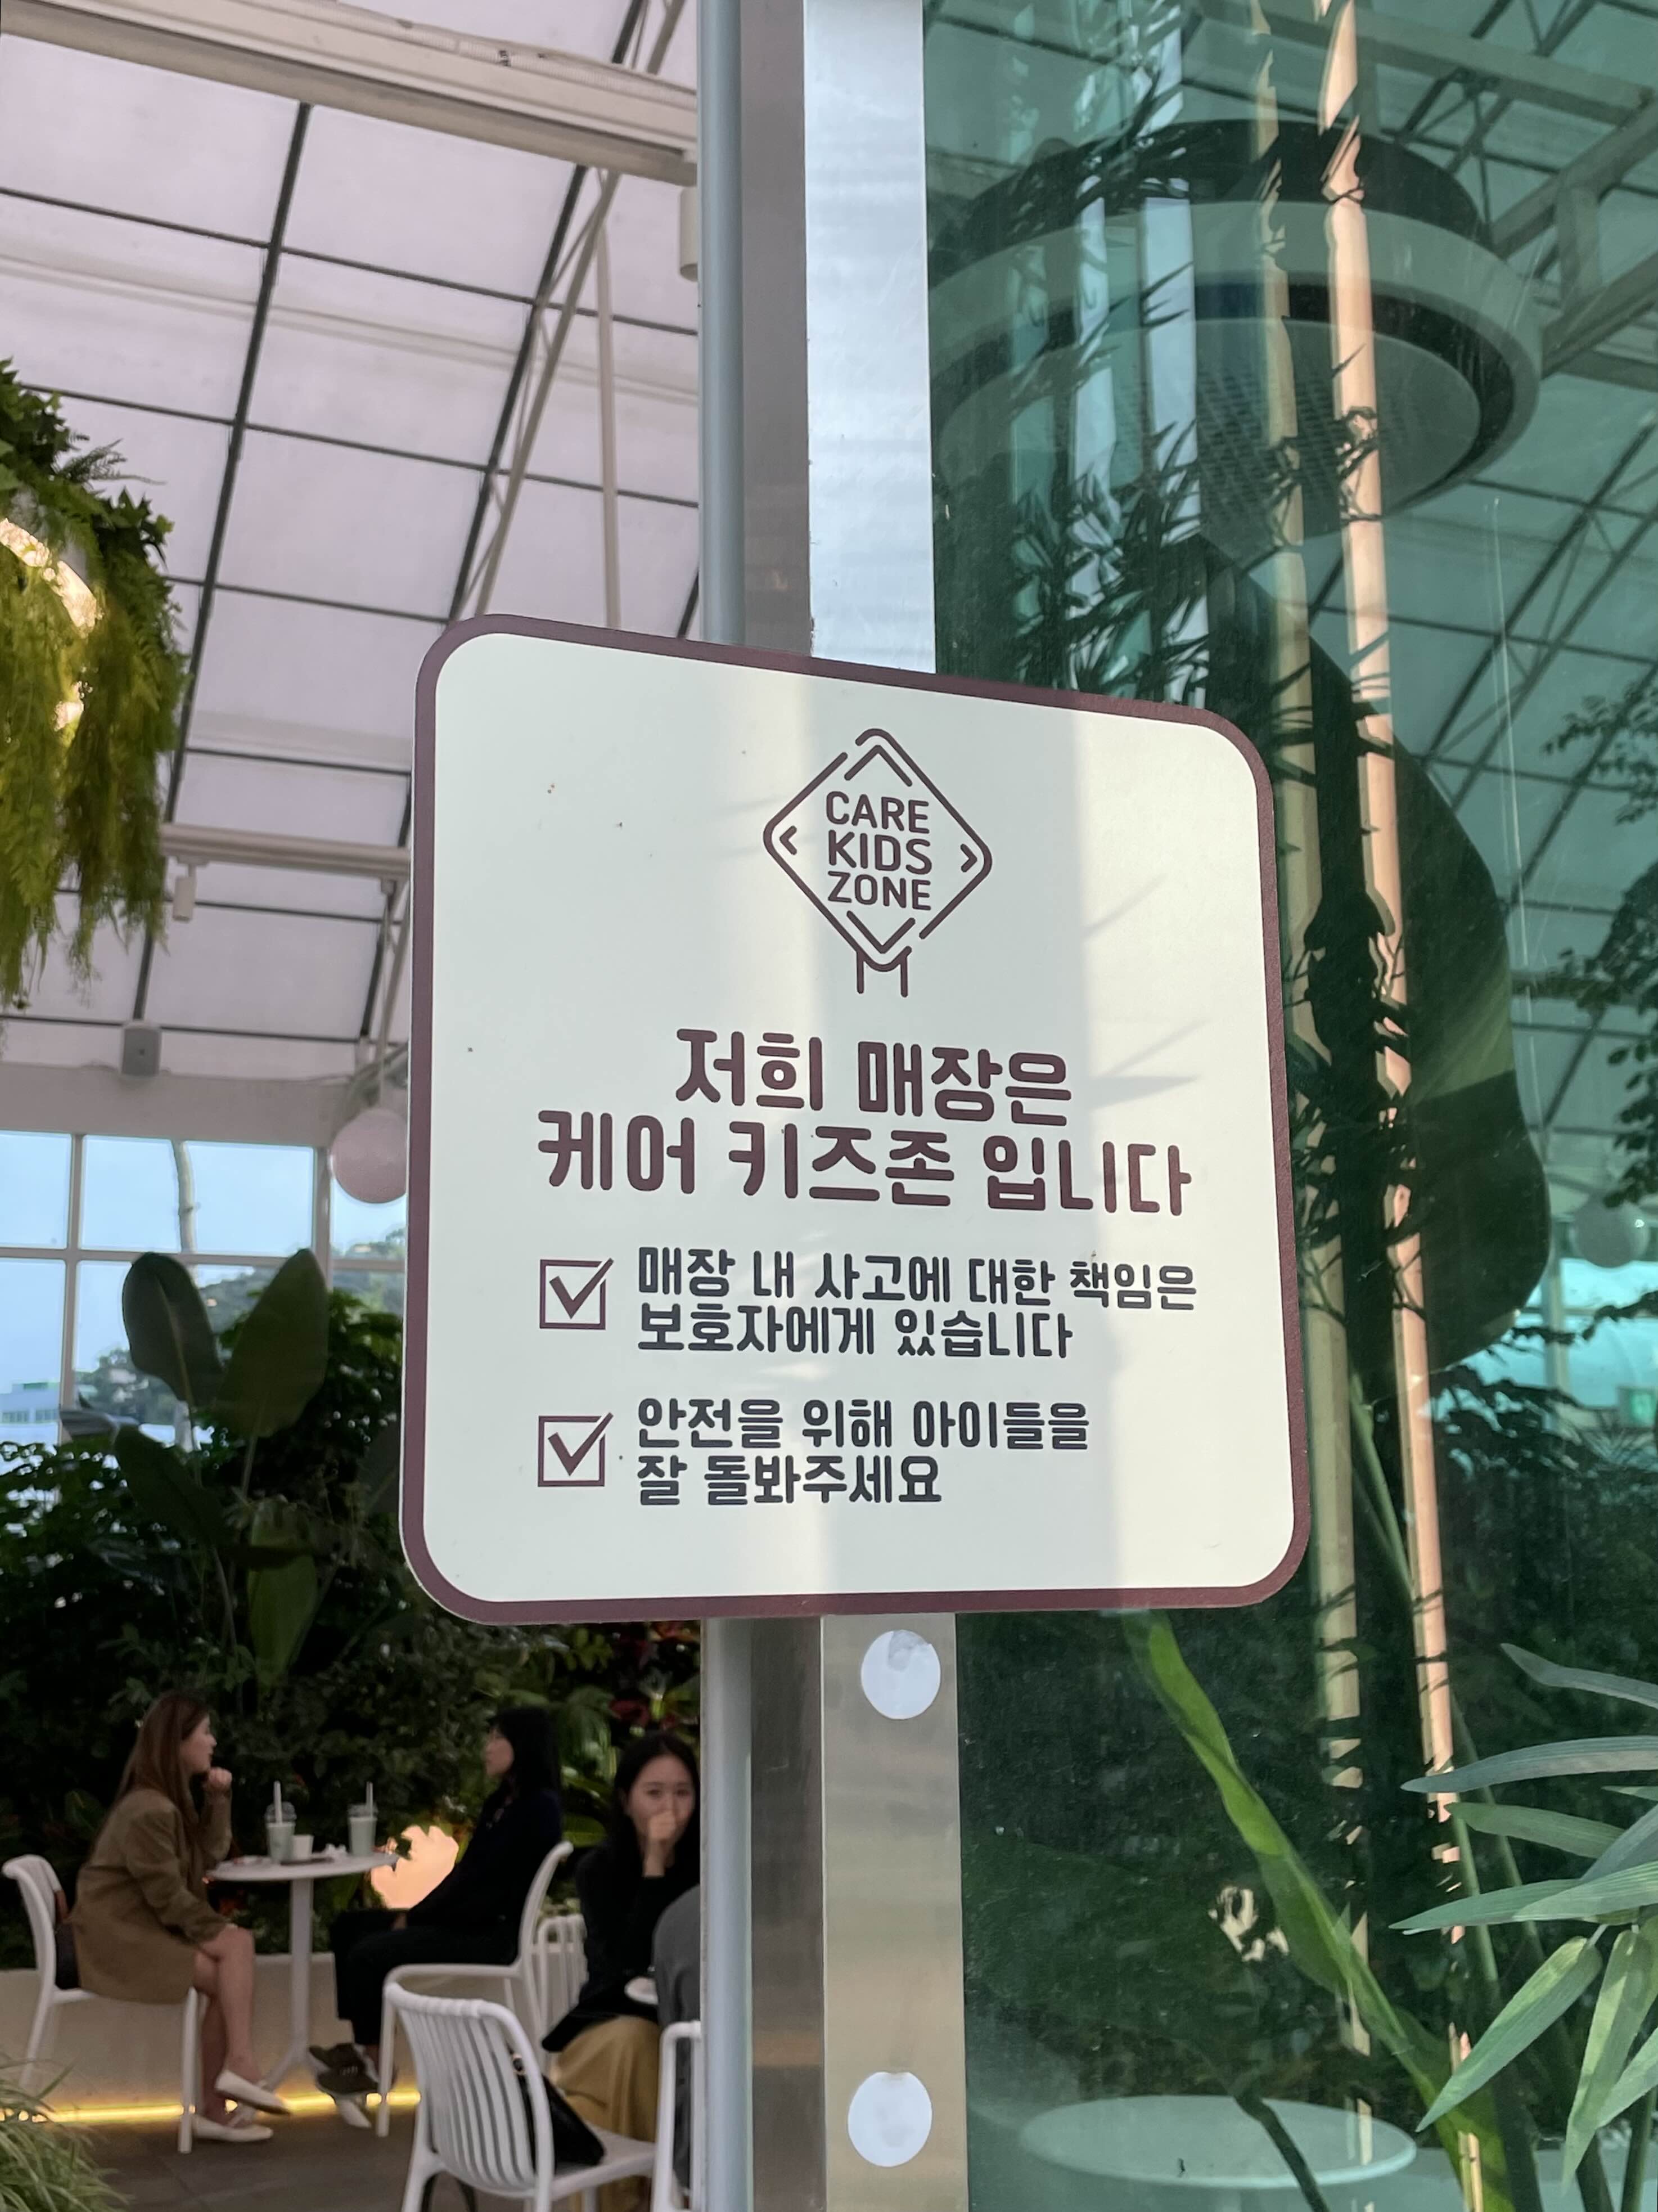 CARE
KIDS
ZONE
저희 매장은
케어 키즈존 입니다
매장 내 사고에 대한 책임은
보호자에게 있습니다
안전을 위해 아이들을
잘 돌봐주세요